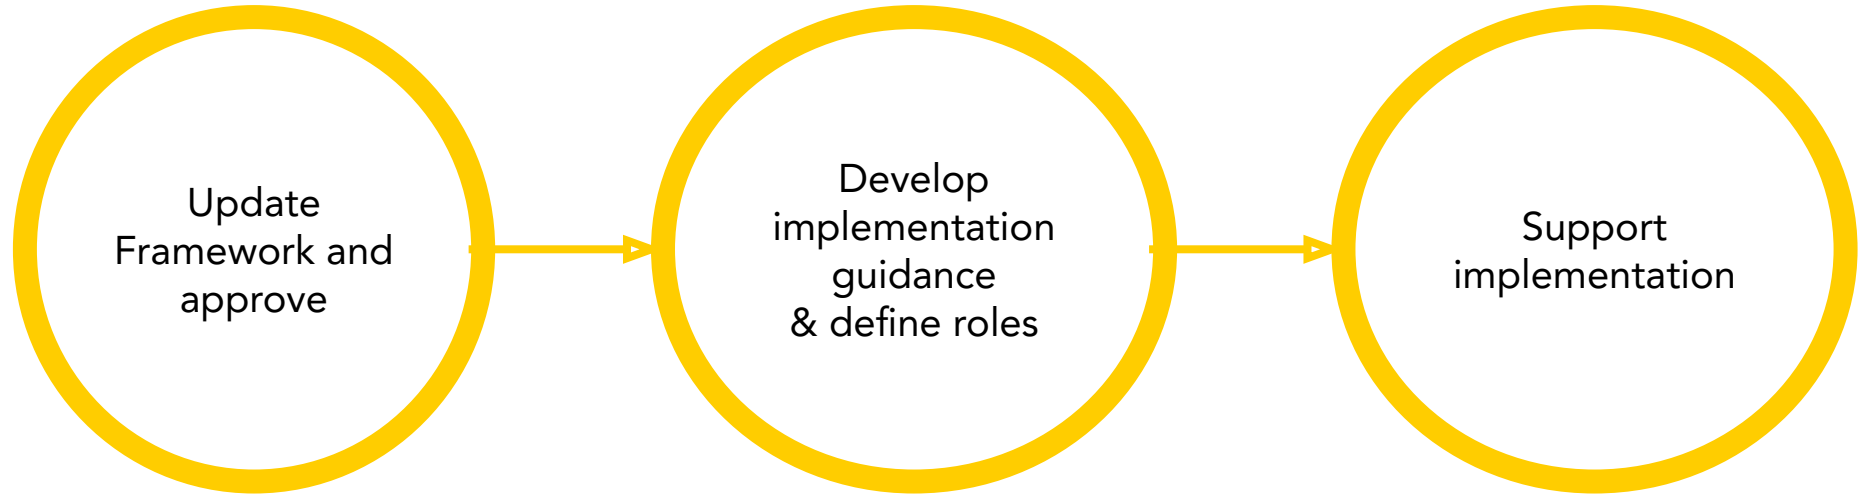 Update
Framework and
approve
Develop
implementation
guidance
& define roles
Support
implementation